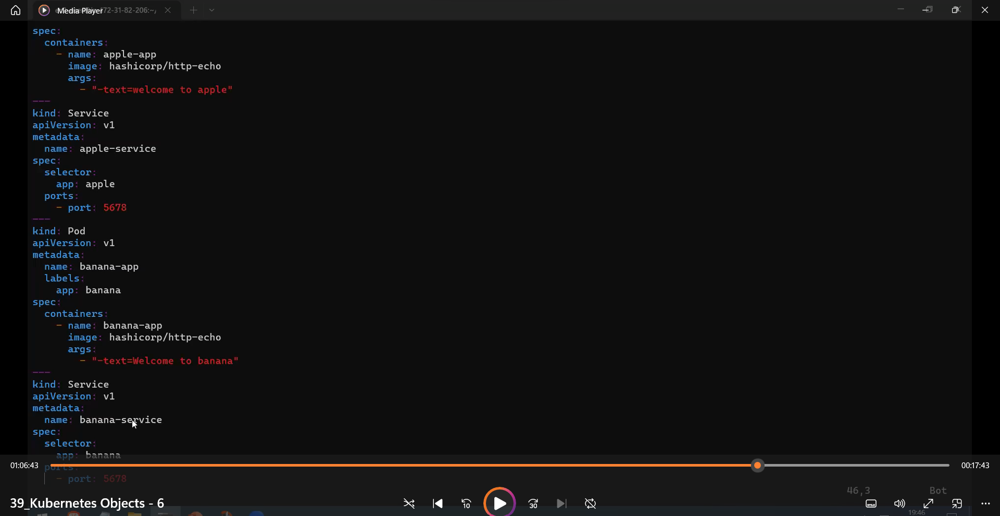 Media Player 72-31-82-206:~/
spec:
  containers:
    - name: apple-app
      image: hashicorp/http-echo
      args:
        - "-text=welcome to apple"
---
kind: Service
apiVersion: v1
metadata:
  name: apple-service
spec:
  selector:
    app: apple
  ports:
    - port: 5678
---
kind: Pod
apiVersion: v1
metadata:
  name: banana-app
  labels:
    app: banana
spec:
  containers:
    - name: banana-app
      image: hashicorp/http-echo
      args:
        - "-text=Welcome to banana"
---
kind: Service
apiVersion: v1
metadata:
  name: banana-service
spec:
  selector:
    app: banana
01:06:43 ports: 00:17:43
    - port: 5678
46,3 Bot
39_Kubernetes Objects - 6
10 30
19:46